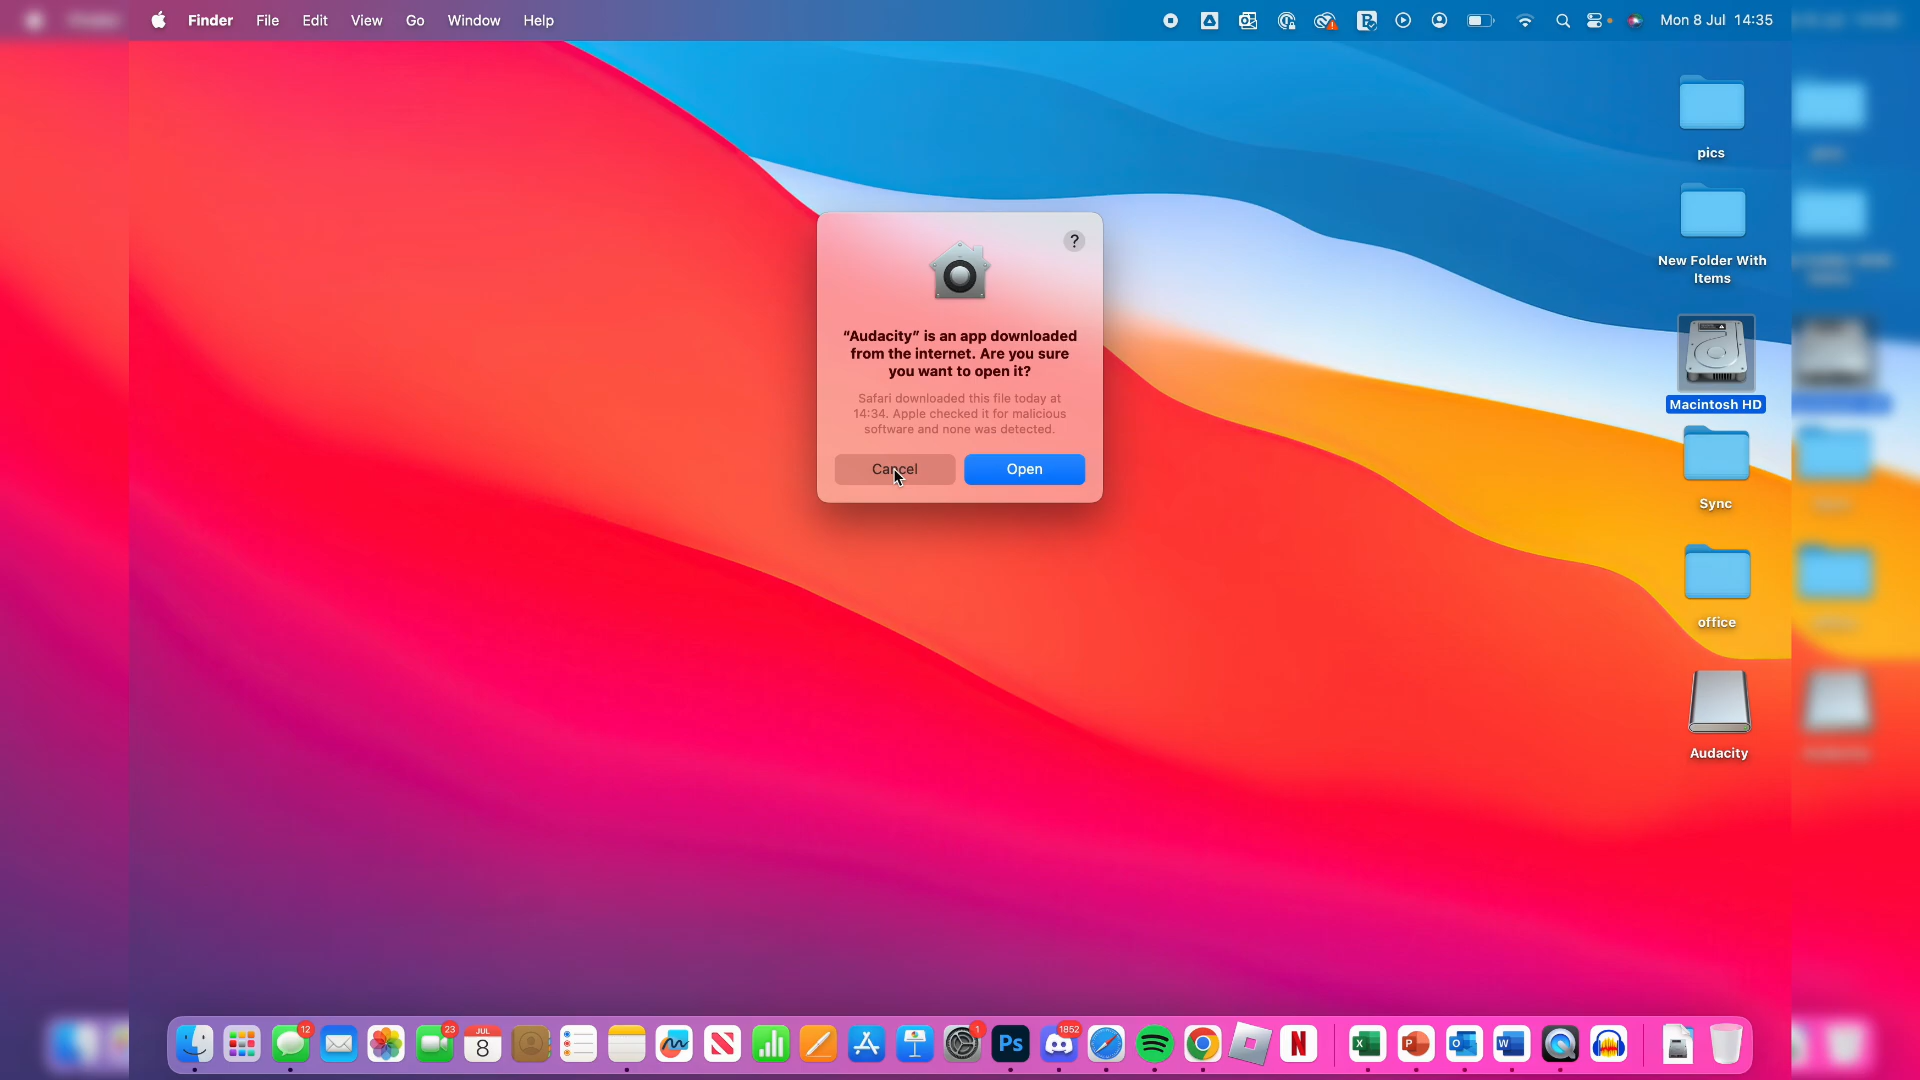 Finder File Edit View Go Window Help
Mon 8 Jul 14:35
pics
New Folder With
Items
Macintosh HD
Sync
office
Audacity
?
“Audacity” is an app downloaded
from the internet. Are you sure
you want to open it?
Safari downloaded this file today at
14:34. Apple checked it for malicious
software and none was detected.
Cancel Open
12
23
JUL
8
1
Ps
1852
N
X
P
O
W